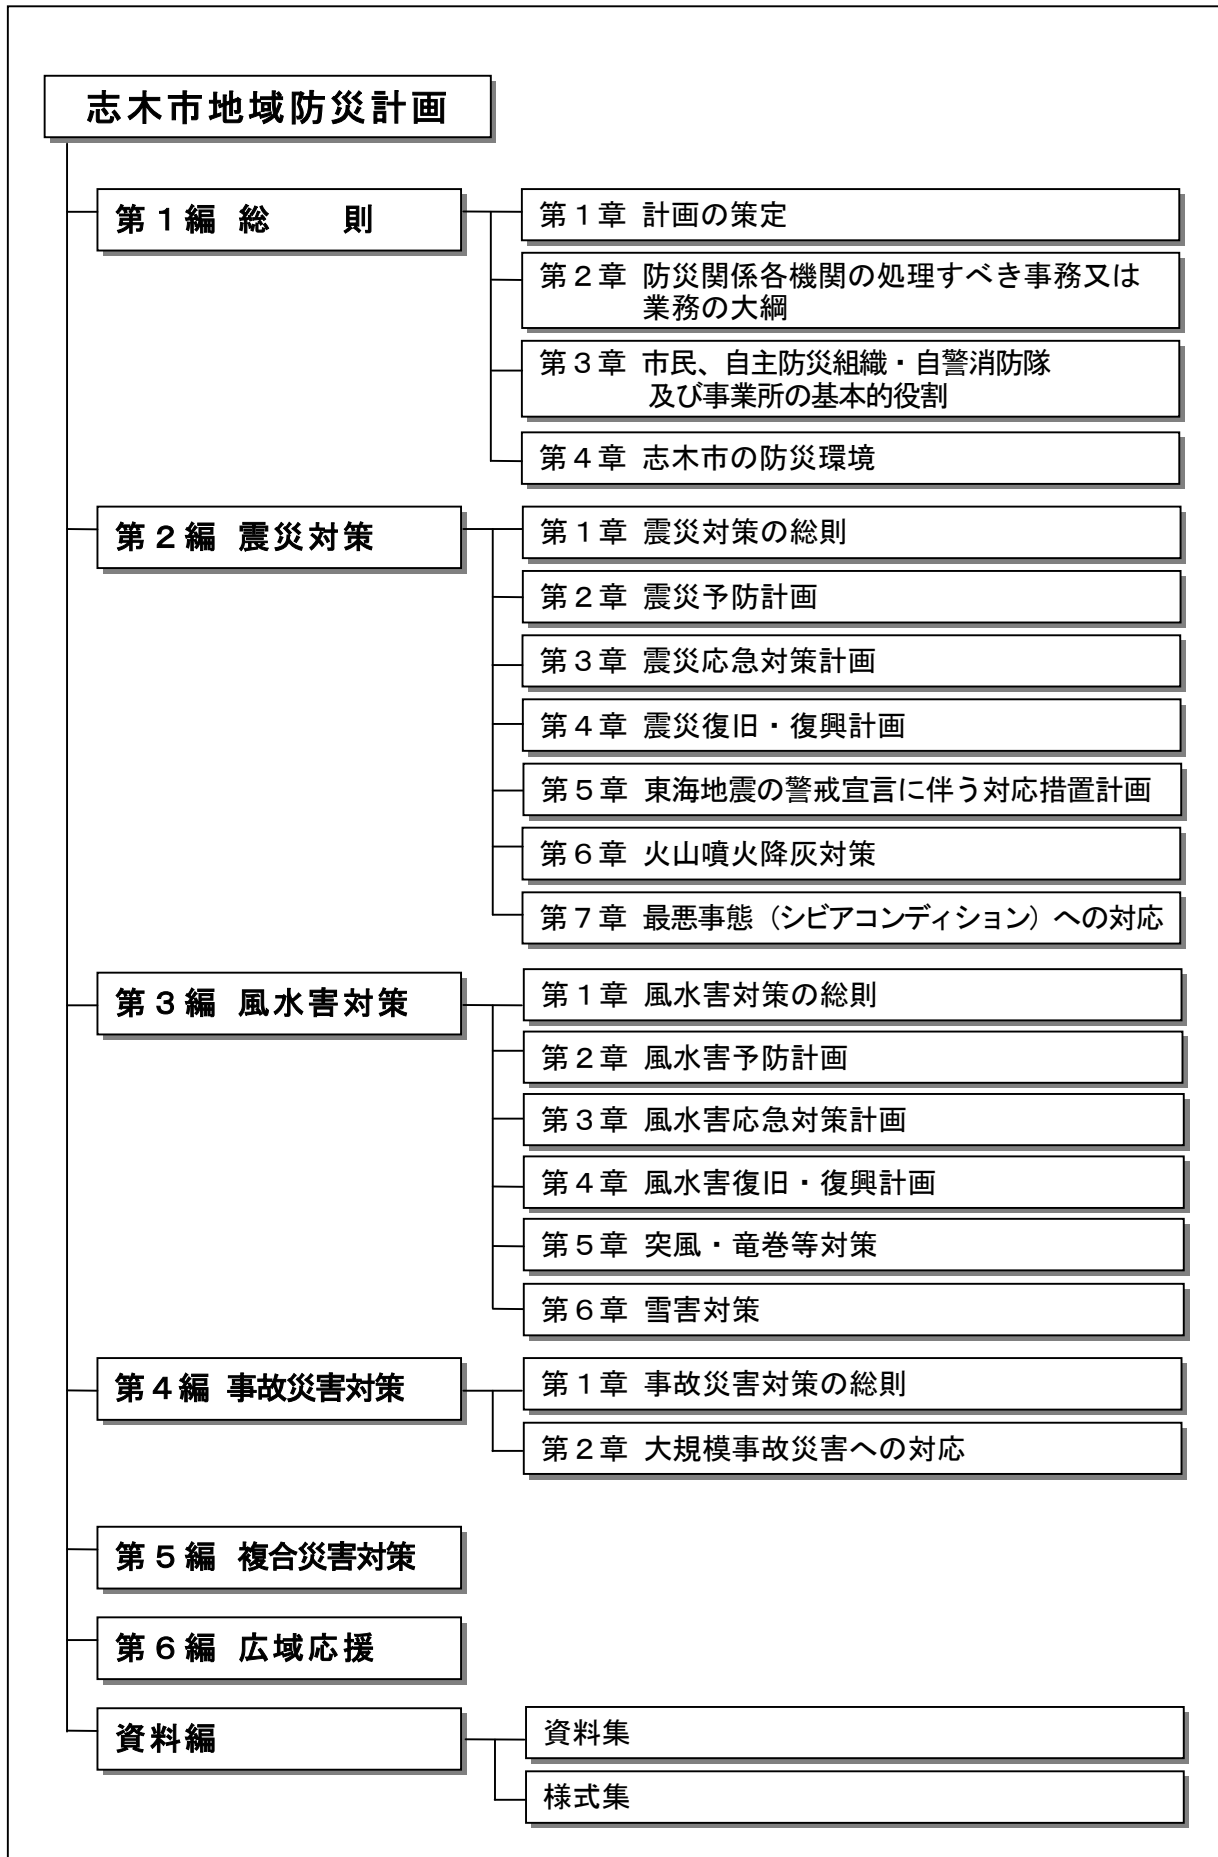 志木市地域防災計画
第1編 総　　則
第1章 計画の策定
第2章 防災関係各機関の処理すべき事務又は
業務の大綱
第3章 市民、自主防災組織・自警消防隊
及び事業所の基本的役割
第4章 志木市の防災環境
第2編 震災対策
第1章 震災対策の総則
第2章 震災予防計画
第3章 震災応急対策計画
第4章 震災復旧・復興計画
第5章 東海地震の警戒宣言に伴う対応措置計画
第6章 火山噴火降灰対策
第7章 最悪事態（シビアコンディション）への対応
第3編 風水害対策
第1章 風水害対策の総則
第2章 風水害予防計画
第3章 風水害応急対策計画
第4章 風水害復旧・復興計画
第5章 突風・竜巻等対策
第6章 雪害対策
第4編 事故災害対策
第1章 事故災害対策の総則
第2章 大規模事故災害への対応
第5編 複合災害対策
第6編 広域応援
資料編
資料集
様式集